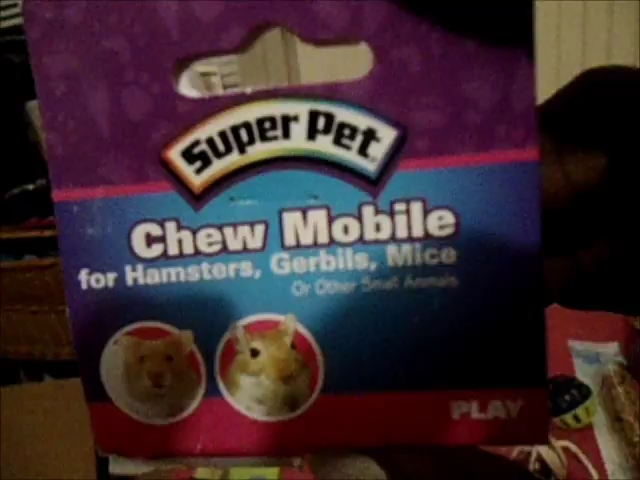 Super Pet
Chew Mobile
for Hamsters, Gerbils, Mice
Or Other Small Animals
PLAY